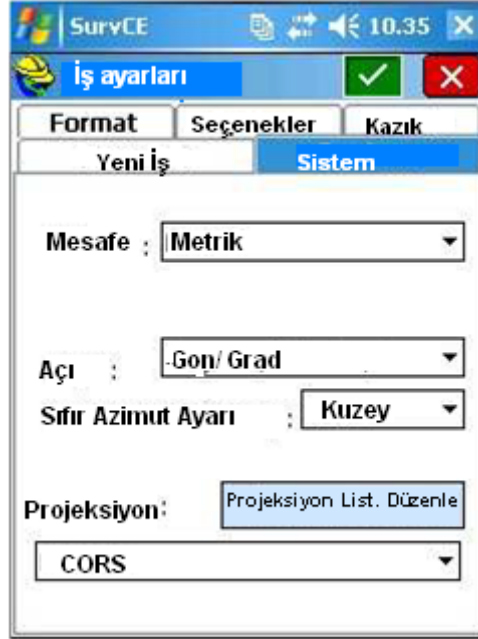 SurvCE 10.35
İş ayarları
Format Seçenekler Kazık
Yeni İş Sistem
Mesafe : Metrik
Açı : Gon/ Grad
Sıfır Azimut Ayarı : Kuzey
Projeksiyon: Projeksiyon List. Düzenle
CORS